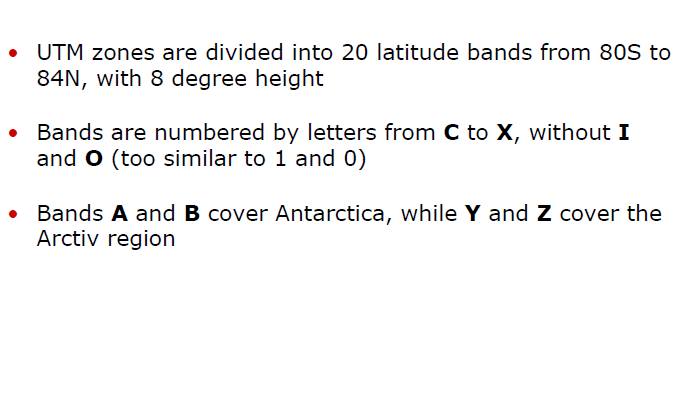 • UTM zones are divided into 20 latitude bands from 80S to
84N, with 8 degree height
• Bands are numbered by letters from C to X, without I
and O (too similar to 1 and 0)
• Bands A and B cover Antarctica, while Y and Z cover the
Arctiv region